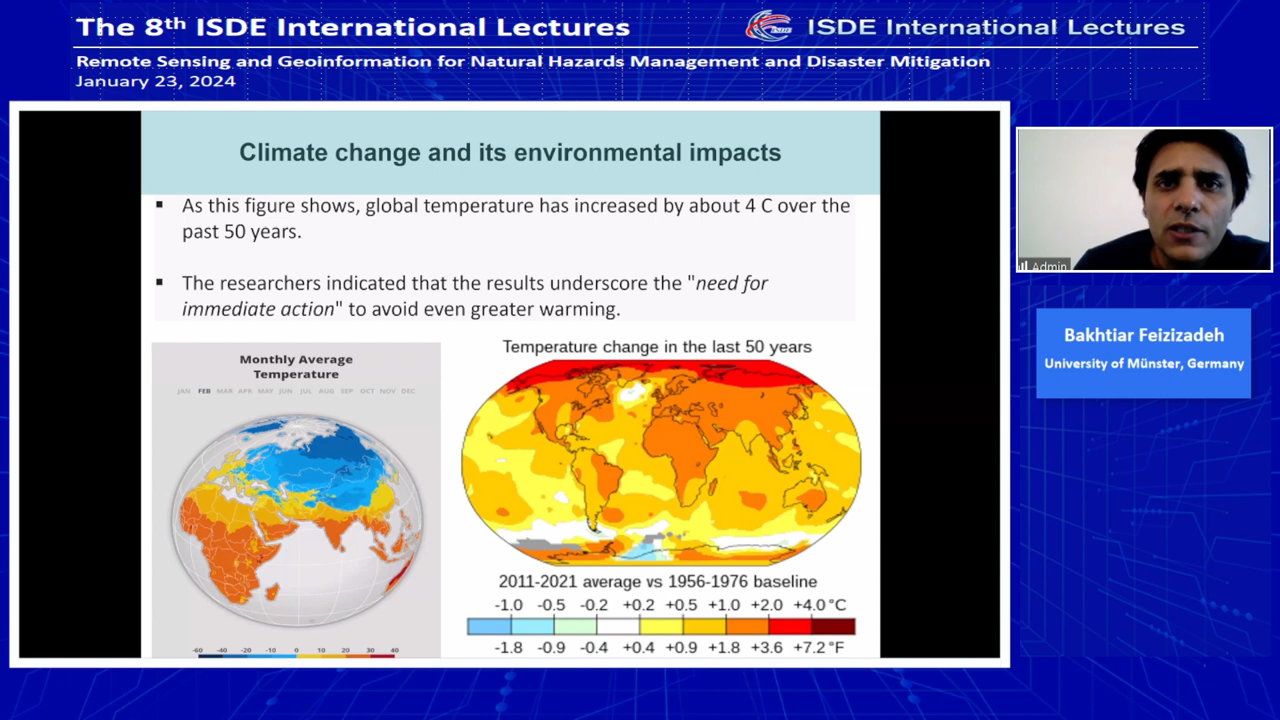 The 8th ISDE International Lectures
ISDE
ISDE International Lectures
Remote Sensing and Geoinformation for Natural Hazards Management and Disaster Mitigation
January 23, 2024
Climate change and its environmental impacts
▪ As this figure shows, global temperature has increased by about 4 C over the
past 50 years.
▪ The researchers indicated that the results underscore the "need for
immediate action" to avoid even greater warming.
Monthly Average
Temperature
JAN FEB MAR APR MAY JUN JUL AUG SEP OCT NOV DEC
-60 -40 -20 -10 0 10 20 30 40
Temperature change in the last 50 years
2011-2021 average vs 1956-1976 baseline
-1.0 -0.5 -0.2 +0.2 +0.5 +1.0 +2.0 +4.0 °C
-1.8 -0.9 -0.4 +0.4 +0.9 +1.8 +3.6 +7.2 °F
Admin
Bakhtiar Feizizadeh
University of Münster, Germany